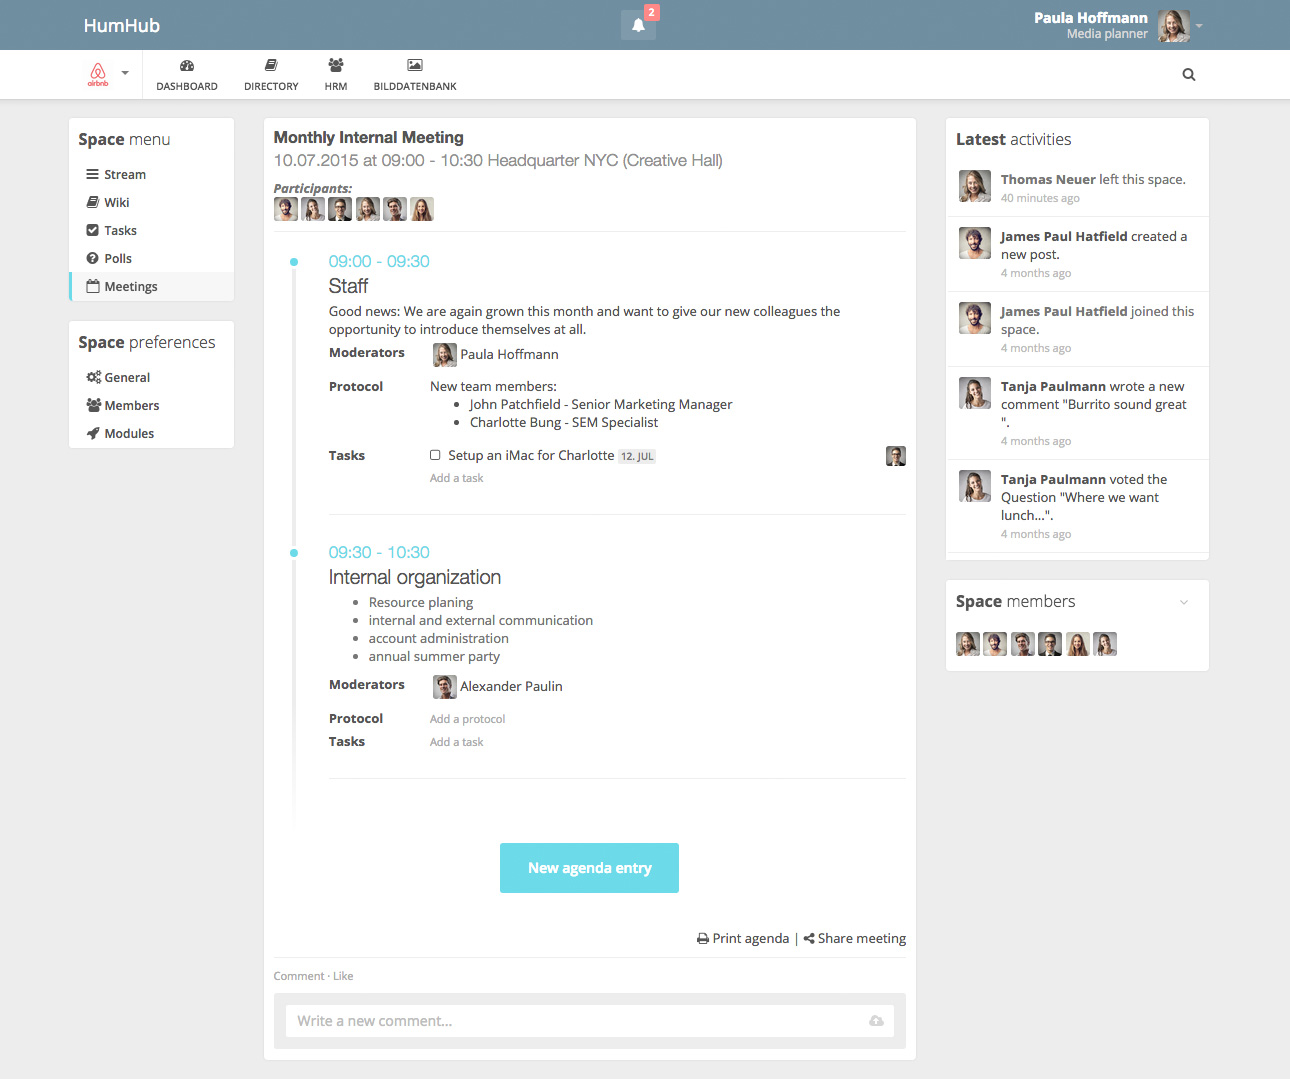 HumHub
2
Paula Hoffmann
Media planner
airbnb
DASHBOARD
DIRECTORY
HRM
BILDDATENBANK
Space menu
Stream
Wiki
Tasks
Polls
Meetings
Space preferences
General
Members
Modules
Monthly Internal Meeting
10.07.2015 at 09:00 - 10:30 Headquarter NYC (Creative Hall)
Participants:
09:00 - 09:30
Staff
Good news: We are again grown this month and want to give our new colleagues the
opportunity to introduce themselves at all.
Moderators
Paula Hoffmann
Protocol
New team members:
• John Patchfield - Senior Marketing Manager
• Charlotte Bung - SEM Specialist
Tasks
Setup an iMac for Charlotte 12. JUL
Add a task
09:30 - 10:30
Internal organization
• Resource planing
• internal and external communication
• account administration
• annual summer party
Moderators
Alexander Paulin
Protocol
Add a protocol
Tasks
Add a task
New agenda entry
Print agenda | Share meeting
Comment · Like
Write a new comment...
Latest activities
Thomas Neuer left this space.
40 minutes ago
James Paul Hatfield created a
new post.
4 months ago
James Paul Hatfield joined this
space.
4 months ago
Tanja Paulmann wrote a new
comment "Burrito sound great
".
4 months ago
Tanja Paulmann voted the
Question "Where we want
lunch...".
4 months ago
Space members